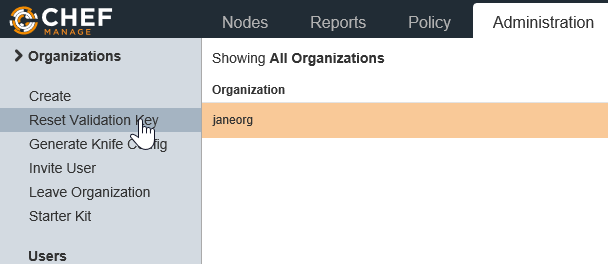 CHEF
MANAGE
Nodes
Reports
Policy
Administration
Organizations
Create
Reset Validation Key
Generate Knife Config
Invite User
Leave Organization
Starter Kit
Users
Showing All Organizations
Organization
janeorg